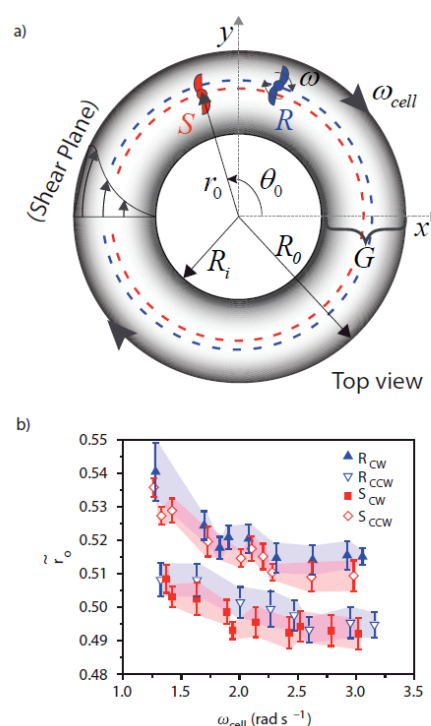 a)
y
S
R
ω
ω_cell
(Shear Plane)
r_0
θ_0
x
R_i
R_0
G
Top view
b)
0.55
0.54
0.53
0.52
0.51
0.50
0.49
0.48
r̃_o
R_CW
R_CCW
S_CW
S_CCW
1.0 1.5 2.0 2.5 3.0 3.5
ω_cell (rad s⁻¹)